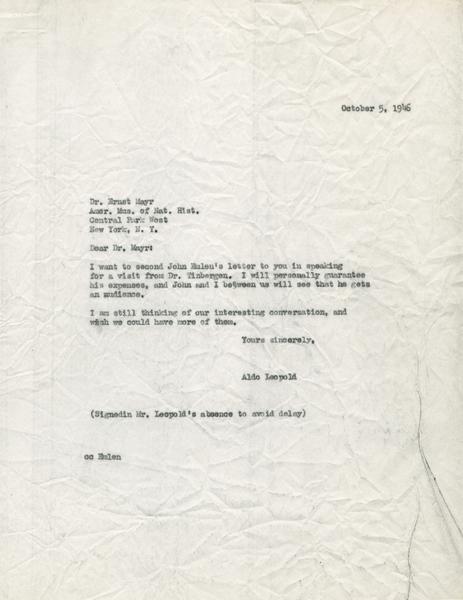 October 5, 1946
Dr. Ernst Mayr
Amer. Mus. of Nat. Hist.
Central Park West
New York, N. Y.
Dear Dr. Mayr:
I want to second John Emlen's letter to you in speaking
for a visit from Dr. Tinbergen. I will personally guarantee
his expenses, and John and I between us will see that he gets
an audience.
I am still thinking of our interesting conversation, and
wish we could have more of them.
Yours sincerely,
Aldo Leopold
(Signedin Mr. Leopold's absence to avoid delay)
cc Emlen